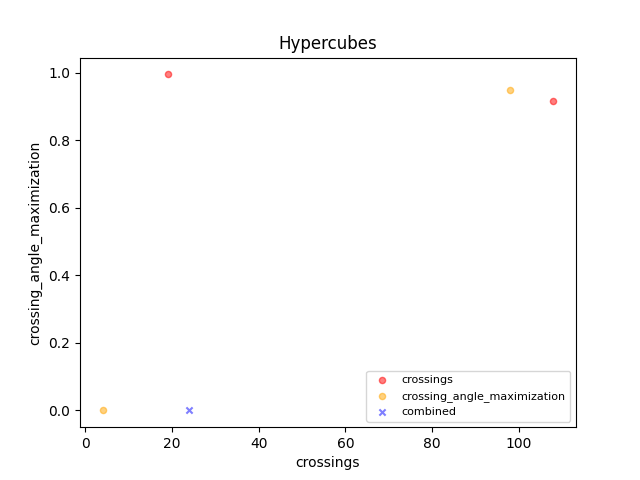 Hypercubes
crossing_angle_maximization
1.0
0.8
0.6
0.4
0.2
0.0
0 20 40 60 80 100
crossings
crossings
crossing_angle_maximization
combined